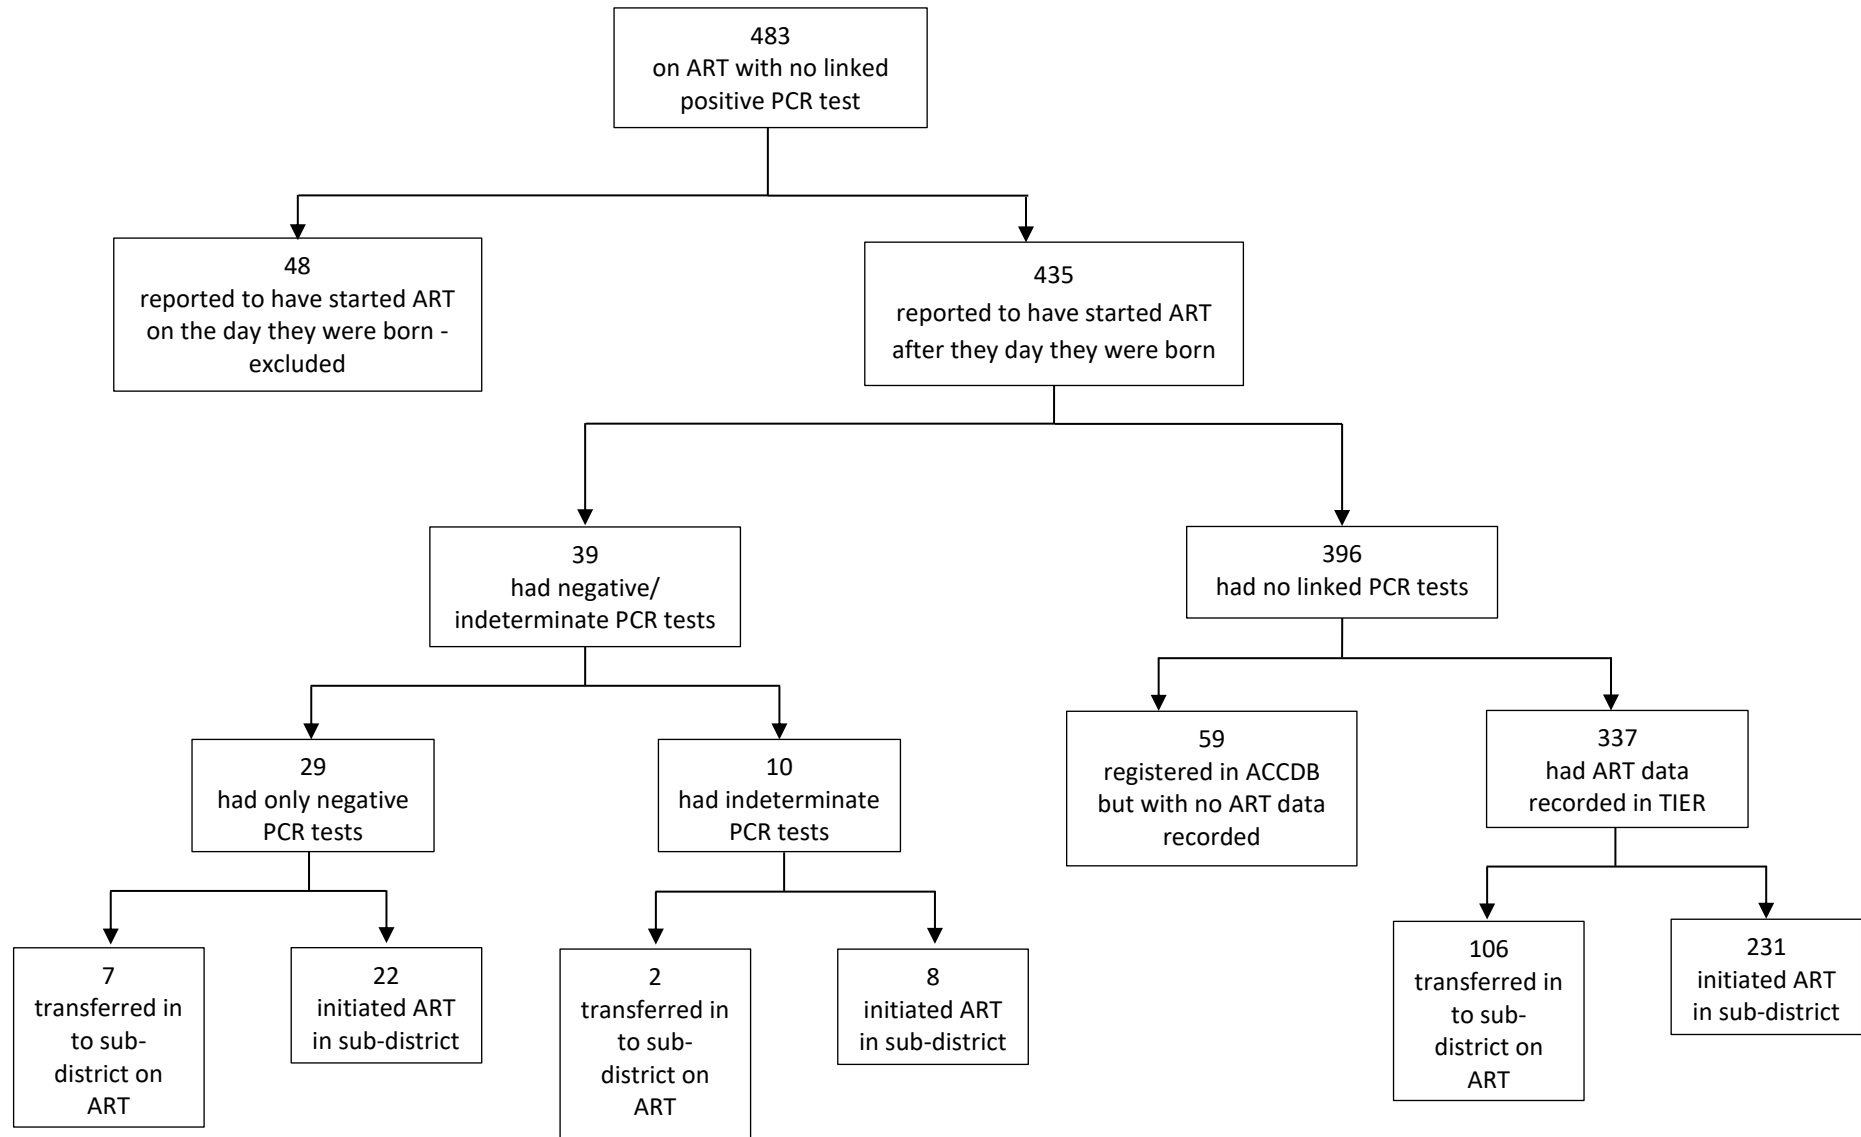 483
on ART with no linked
positive PCR test
48
reported to have started ART
on the day they were born -
excluded
435
reported to have started ART
after they day they were born
39
had negative/
indeterminate PCR tests
396
had no linked PCR tests
29
had only negative
PCR tests
10
had indeterminate
PCR tests
59
registered in ACCDB
but with no ART data
recorded
337
had ART data
recorded in TIER
7
transferred in
to sub-
district on
ART
22
initiated ART
in sub-district
2
transferred in
to sub-
district on
ART
8
initiated ART
in sub-district
106
transferred in
to sub-
district on
ART
231
initiated ART
in sub-district